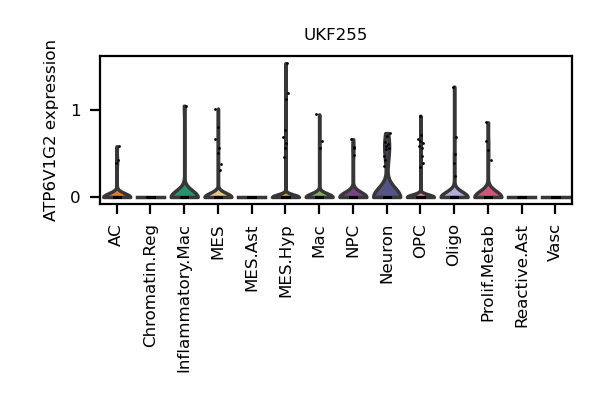 UKF255
ATP6V1G2 expression
1
0
AC
Chromatin.Reg
Inflammatory.Mac
MES
MES.Ast
MES.Hyp
Mac
NPC
Neuron
OPC
Oligo
Prolif.Metab
Reactive.Ast
Vasc